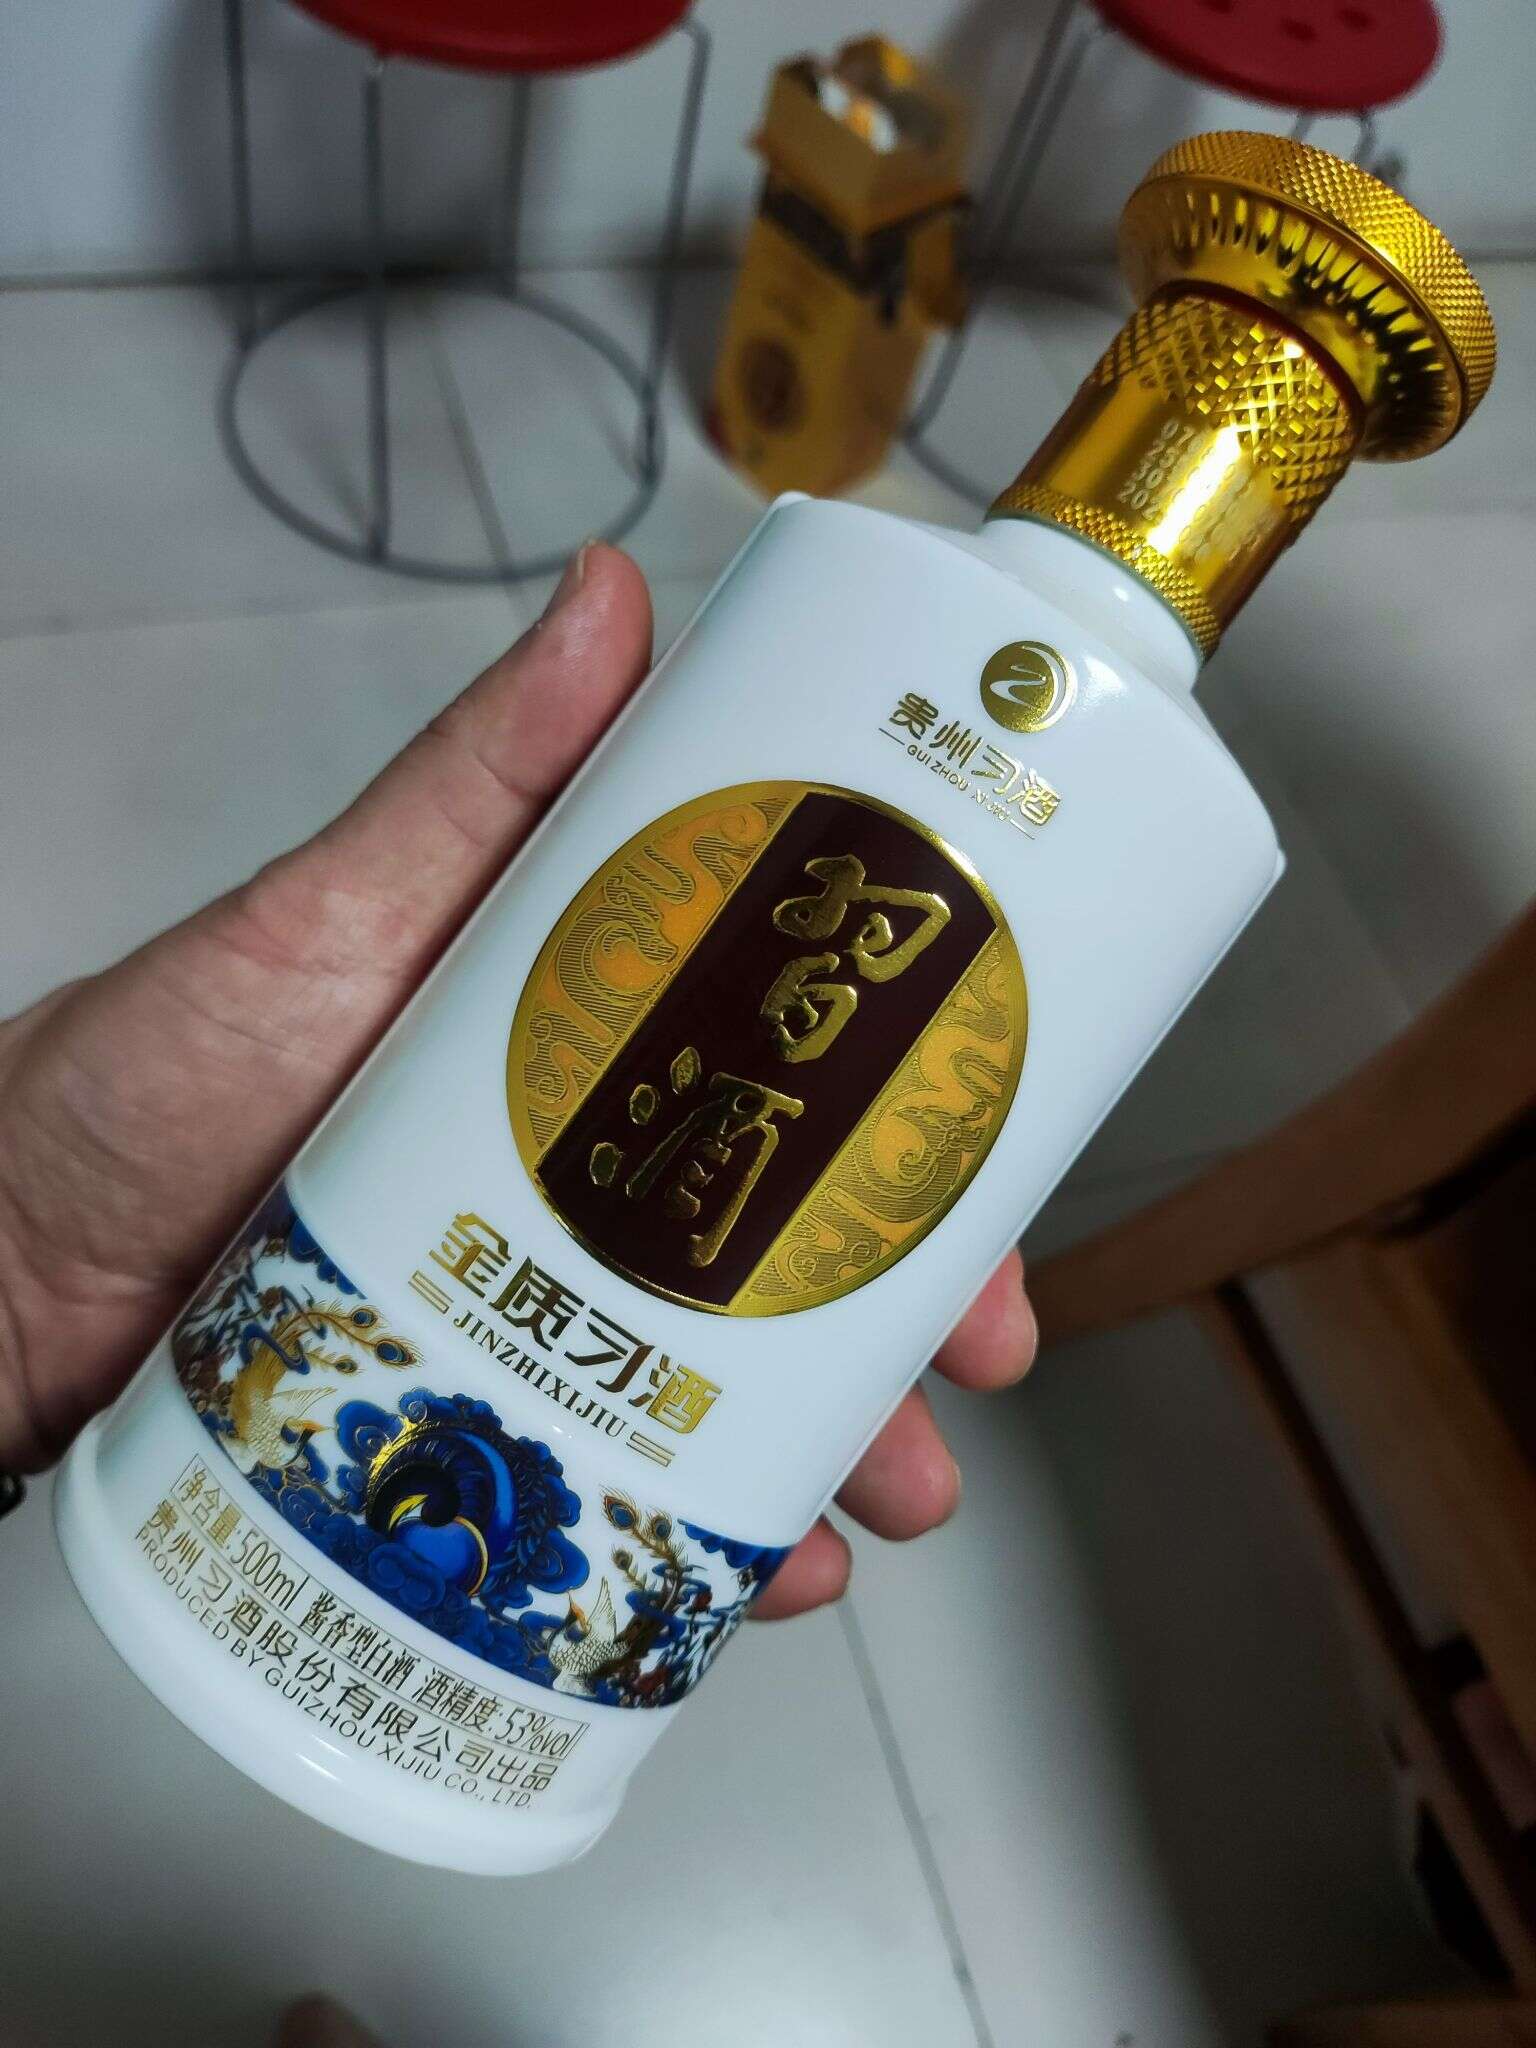 贵州习酒
GUIZHOU XIJIU
習酒
金质习酒
JINZHIXIJIU
净含量:500ml 酱香型白酒 酒精度:53%vol
贵州习酒股份有限公司出品
PRODUCED BY GUIZHOU XIJIU CO., LTD.